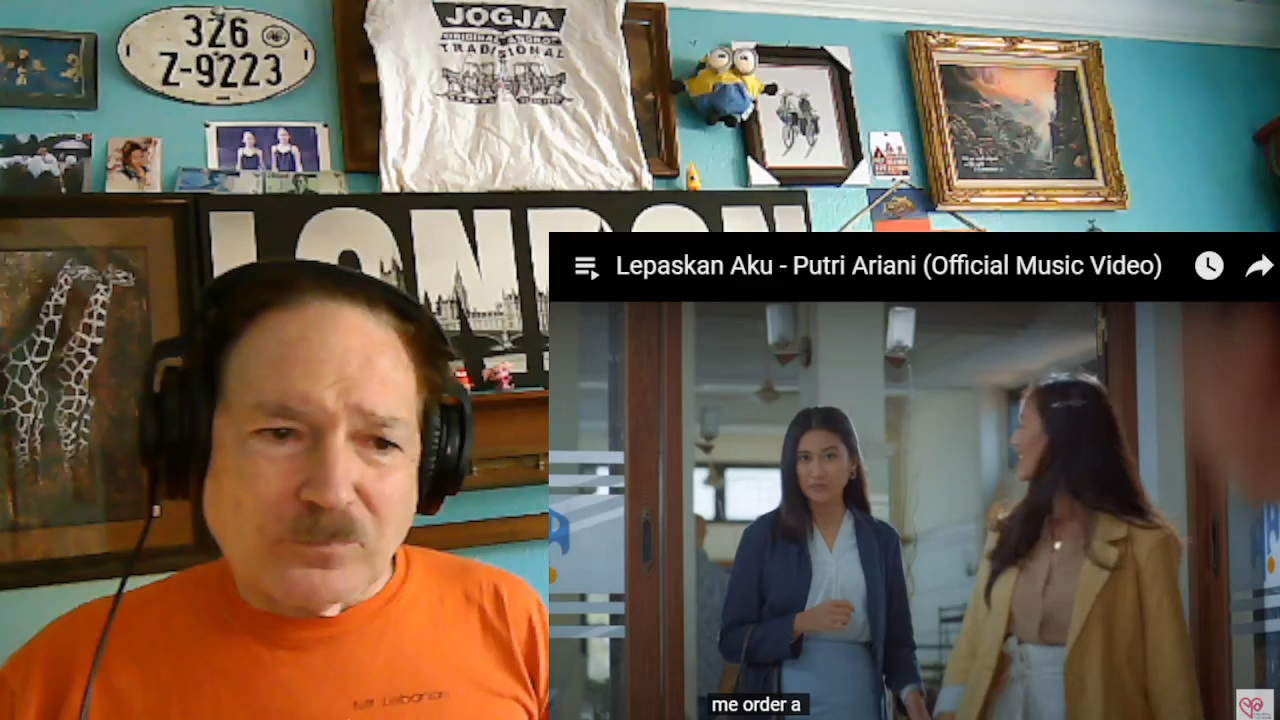 326
Z-9223
JOGJA
TRADISIONAL
LONDON
Lepaskan Aku - Putri Ariani (Official Music Video)
me order a